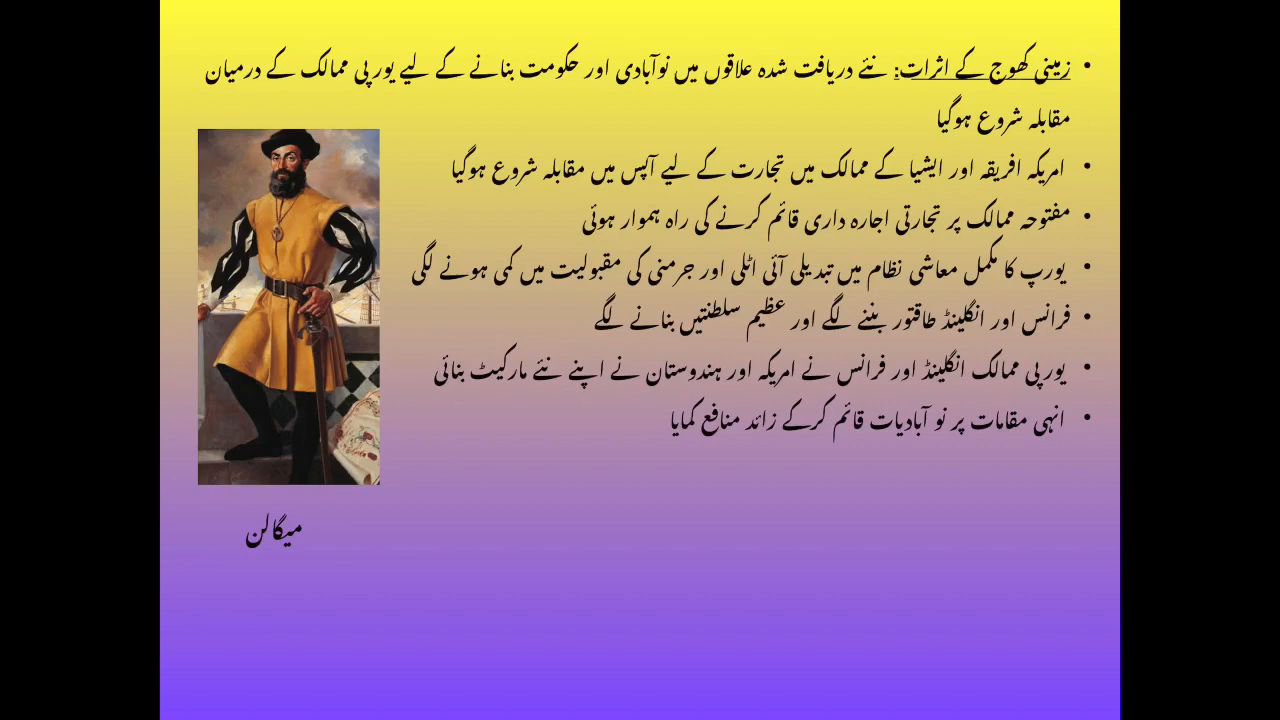 • زمینی کھوج کے اثرات: نئے دریافت شدہ علاقوں میں نوآبادی اور حکومت بنانے کے لیے یورپی ممالک کے درمیان
مقابلہ شروع ہوگیا
• امریکہ افریقہ اور ایشیا کے ممالک میں تجارت کے لیے آپس میں مقابلہ شروع ہوگیا
• مفتوحہ ممالک پر تجارتی اجارہ داری قائم کرنے کی راہ ہموار ہوئی
• یورپ کا مکمل معاشی نظام میں تبدیلی آئی اٹلی اور جرمنی کی مقبولیت میں کمی ہونے لگی
• فرانس اور انگلینڈ طاقتور بننے لگے اور عظیم سلطنتیں بنانے لگے
• یورپی ممالک انگلینڈ اور فرانس نے امریکہ اور ہندوستان نے اپنے نئے مارکیٹ بنائی
• انہی مقامات پر نو آبادیات قائم کرکے زائد منافع کمایا
میگالن